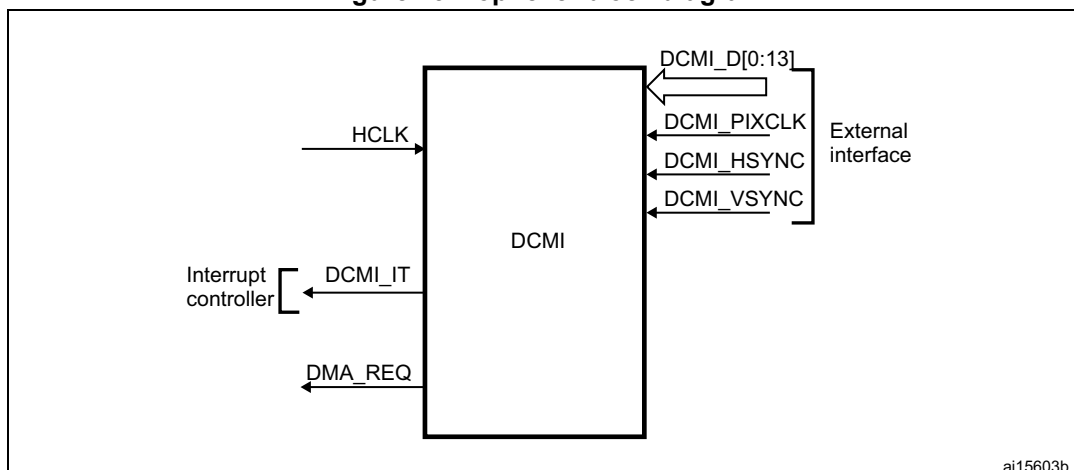 DCMI_D[0:13]
DCMI_PIXCLK
HCLK
External
interface
DCMI_HSYNC
DCMI_VSYNC
DCMI
Interrupt
controller
DCMI_IT
DMA_REQ
ai15603b